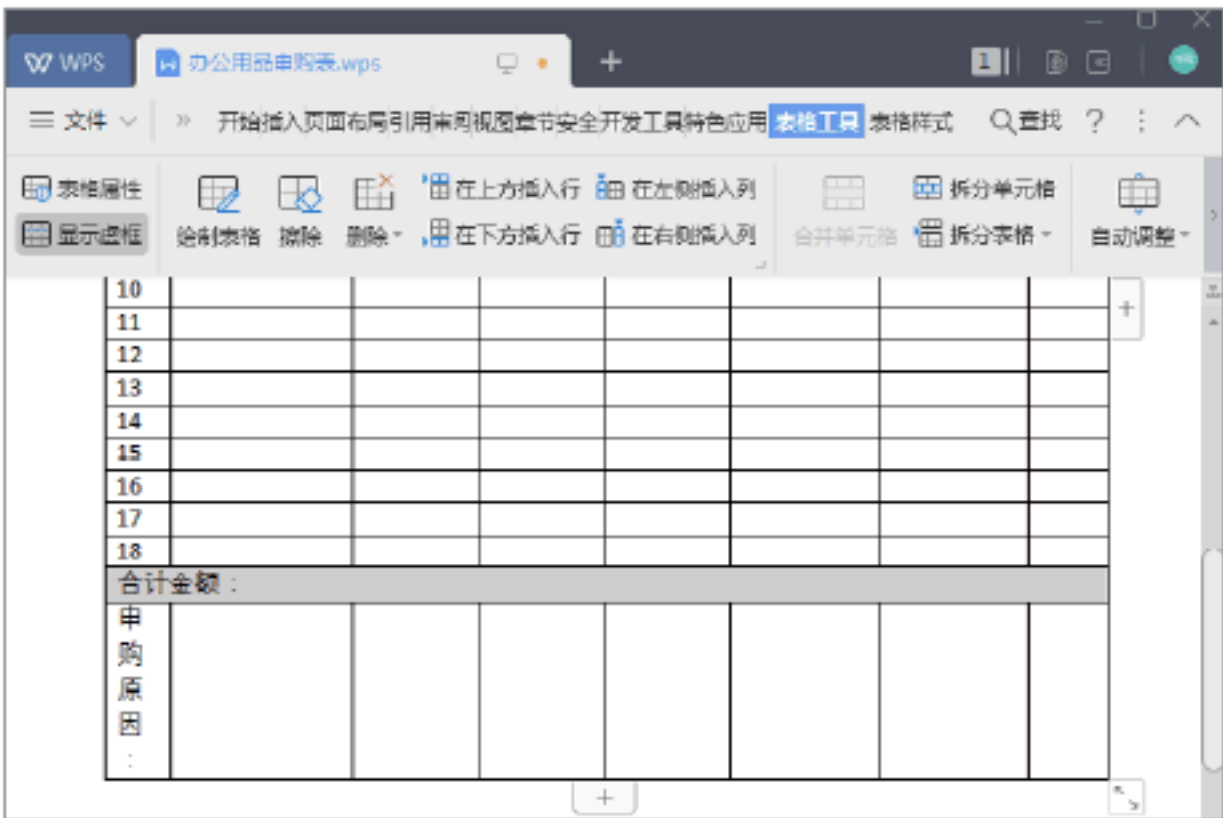 WPS 办公用品申购表.wps 1
文件 开始 插入 页面布局 引用 审阅 视图 章节 安全 开发工具 特色应用 表格工具 表格样式 查找 ?
表格属性 在上方插入行 在左侧插入列 拆分单元格
显示虚框 绘制表格 擦除 删除 在下方插入行 在右侧插入列 合并单元格 拆分表格 自动调整
10
11
12
13
14
15
16
17
18
合计金额：
申
购
原
因
：